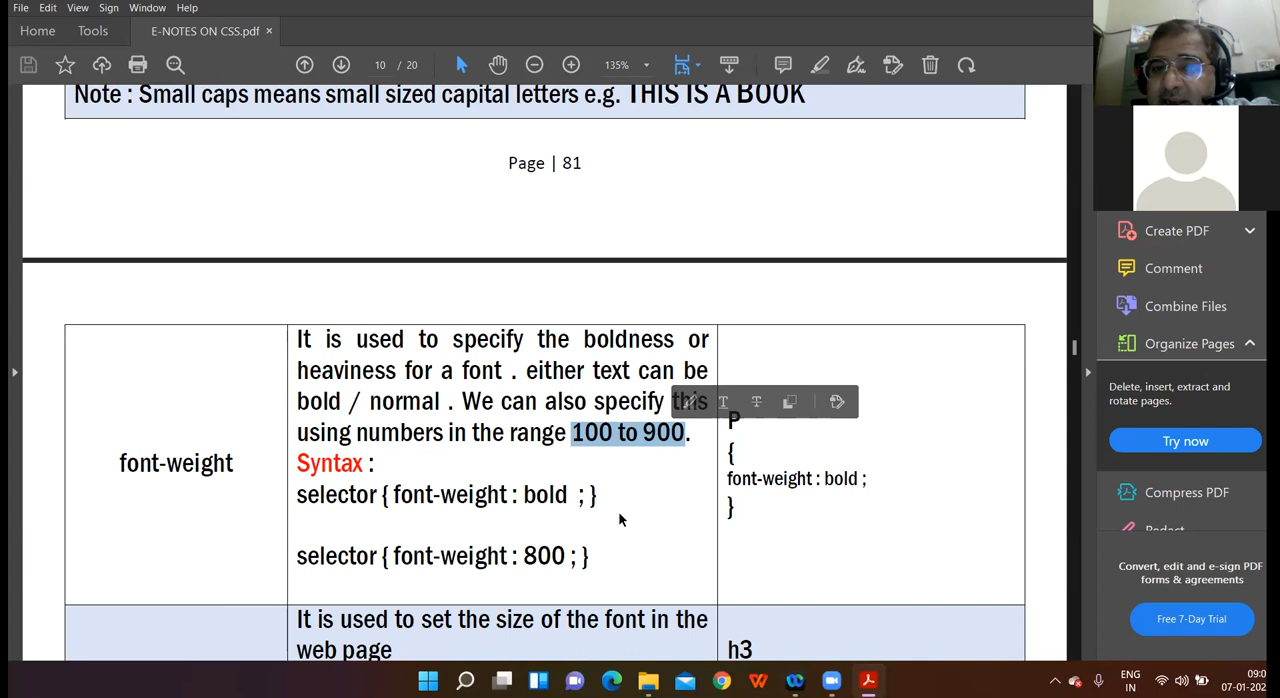 File Edit View Sign Window Help
Home Tools E-NOTES ON CSS.pdf ×
10 / 20 135%
Note : Small caps means small sized capital letters e.g. THIS IS A BOOK
Page | 81
font-weight
It is used to specify the boldness or
heaviness for a font . either text can be
bold / normal . We can also specify this
using numbers in the range 100 to 900.
Syntax :
selector { font-weight : bold ; }
selector { font-weight : 800 ; }
P
{
font-weight : bold ;
}
It is used to set the size of the font in the
web page
h3
Create PDF
Comment
Combine Files
Organize Pages
Delete, insert, extract and
rotate pages.
Try now
Compress PDF
Redact
Convert, edit and e-sign PDF
forms & agreements
Free 7-Day Trial
ENG
IN
09:0
07-01-202